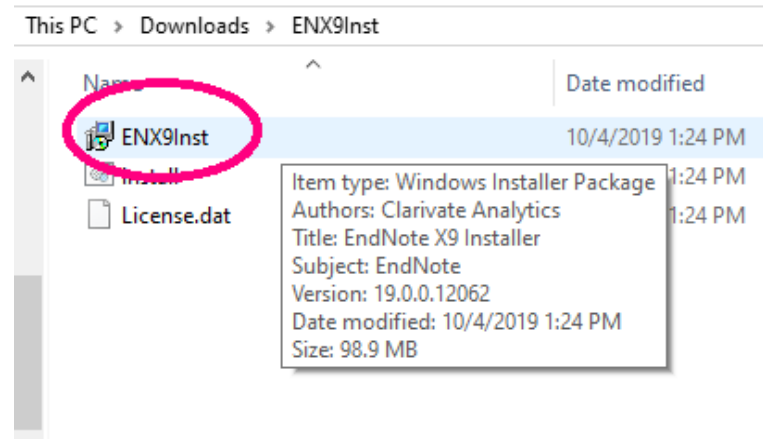 This PC > Downloads > ENX9Inst
Name Date modified
ENX9Inst 10/4/2019 1:24 PM
Install 1:24 PM
License.dat 1:24 PM
Item type: Windows Installer Package
Authors: Clarivate Analytics
Title: EndNote X9 Installer
Subject: EndNote
Version: 19.0.0.12062
Date modified: 10/4/2019 1:24 PM
Size: 98.9 MB